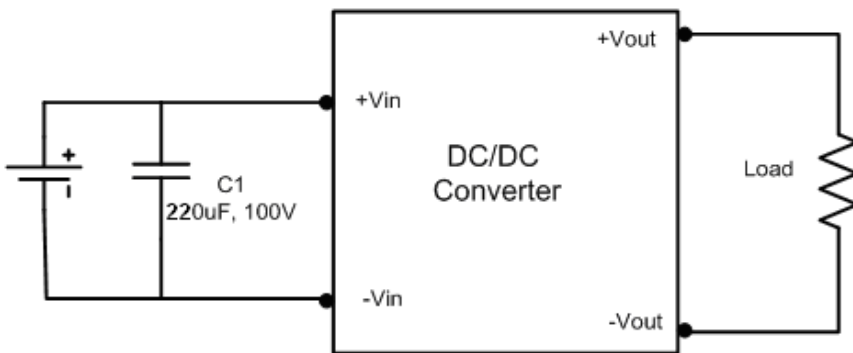 +Vout
+Vin
DC/DC
Converter
Load
+
-
C1
220uF, 100V
-Vin
-Vout